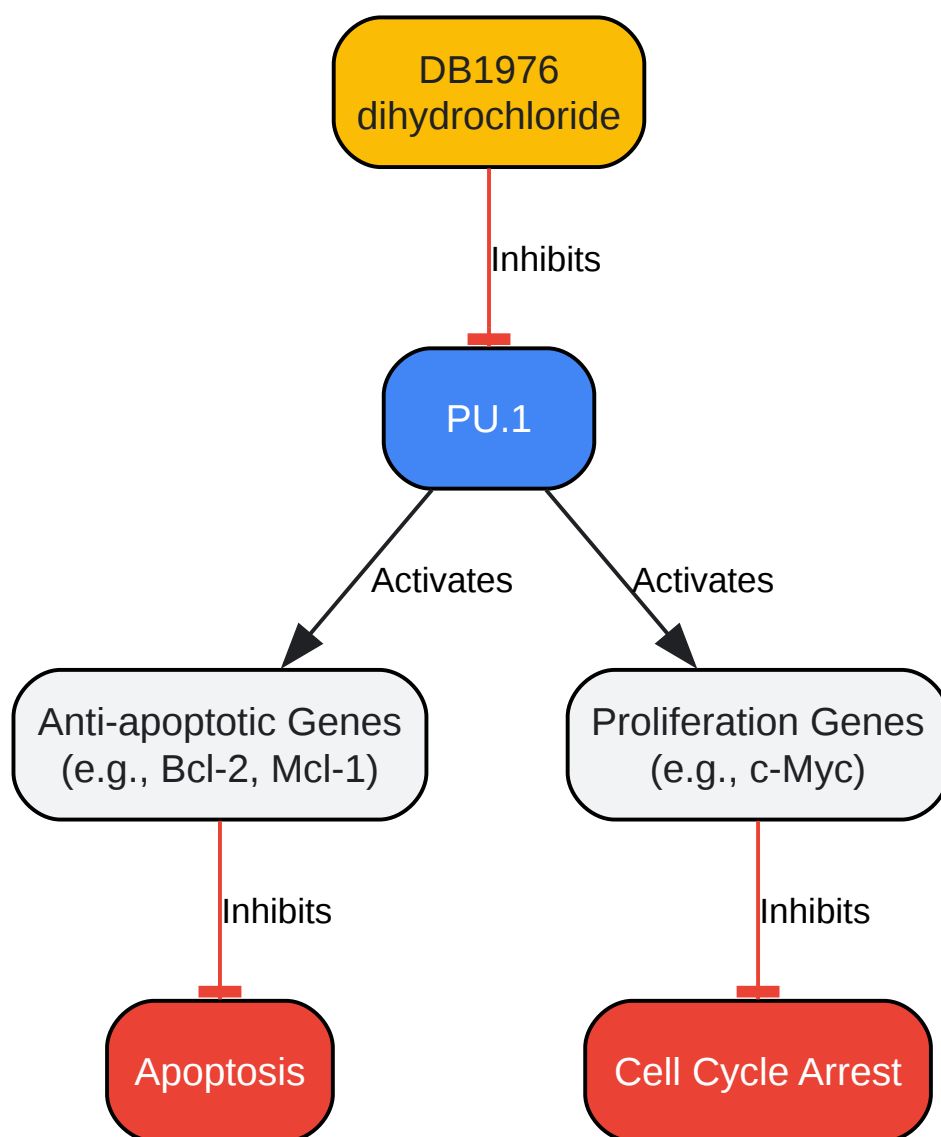 DB1976
dihydrochloride
Inhibits
PU.1
Activates
Activates
Anti-apoptotic Genes
(e.g., Bcl-2, Mcl-1)
Proliferation Genes
(e.g., c-Myc)
Inhibits
Inhibits
Apoptosis
Cell Cycle Arrest